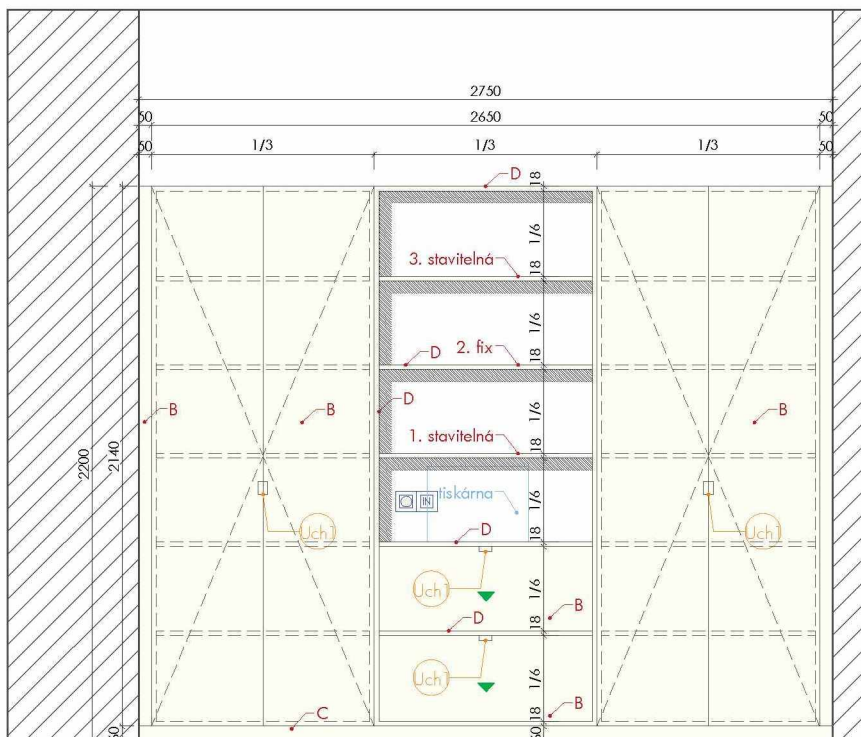 2750
50 2650 50
50 1/3 1/3 1/3 50
D
18
1/6
3. stavitelná
18
1/6
2. fix
D
18
D
B
B
B
1/6
1. stavitelná
18
2200
2140
tiskárna
IN
1/6
Uch1
Uch1
D
18
Uch1
1/6
B
D
18
Uch1
1/6
B
18
C